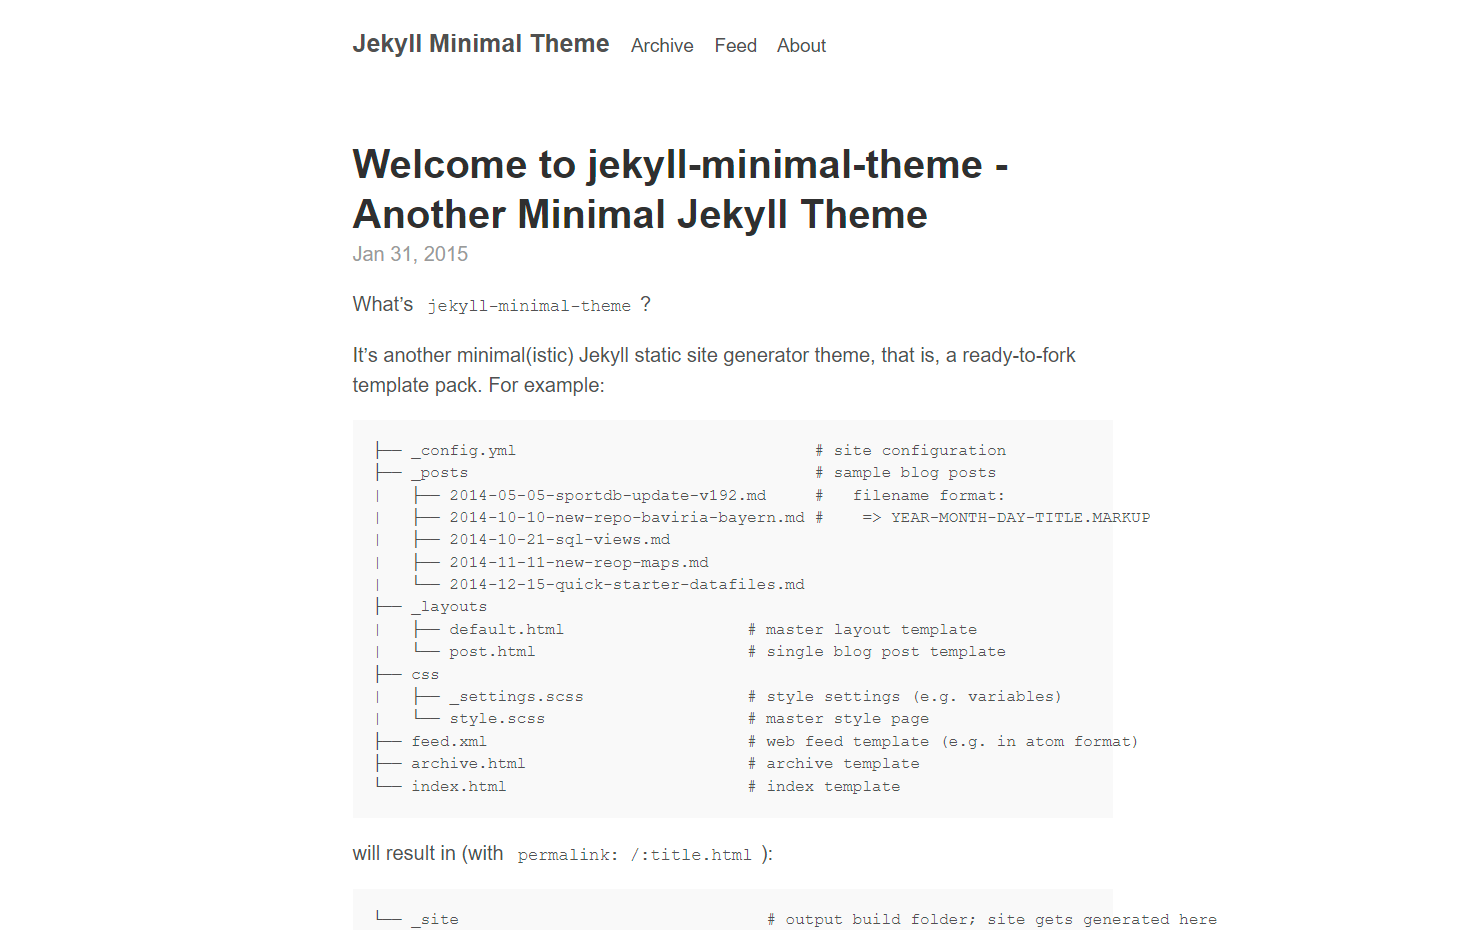 Jekyll Minimal Theme Archive Feed About
Welcome to jekyll-minimal-theme -
Another Minimal Jekyll Theme
Jan 31, 2015
What’s jekyll-minimal-theme ?
It’s another minimal(istic) Jekyll static site generator theme, that is, a ready-to-fork
template pack. For example:
├── _config.yml                               # site configuration
├── _posts                                    # sample blog posts
|   ├── 2014-05-05-sportdb-update-v192.md     #   filename format:
|   ├── 2014-10-10-new-repo-baviria-bayern.md #    => YEAR-MONTH-DAY-TITLE.MARKUP
|   ├── 2014-10-21-sql-views.md
|   ├── 2014-11-11-new-reop-maps.md
|   └── 2014-12-15-quick-starter-datafiles.md
├── _layouts
|   ├── default.html                   # master layout template
|   └── post.html                      # single blog post template
├── css
|   ├── _settings.scss                 # style settings (e.g. variables)
|   └── style.scss                     # master style page
├── feed.xml                           # web feed template (e.g. in atom format)
├── archive.html                       # archive template
└── index.html                         # index template
will result in (with permalink: /:title.html ):
└── _site                                # output build folder; site gets generated here